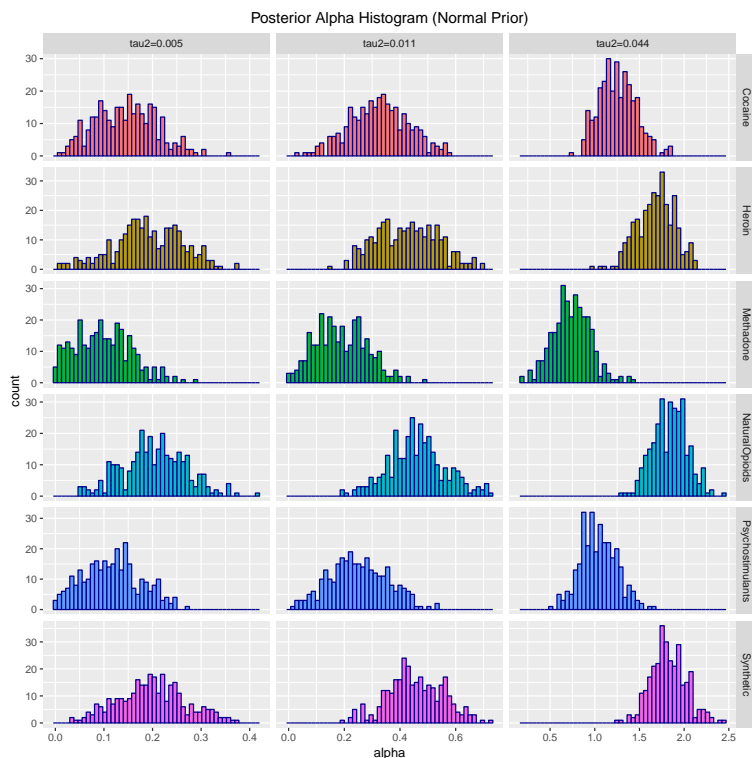 Posterior Alpha Histogram (Normal Prior)
tau2=0.005 tau2=0.011 tau2=0.044
count
30
20
10
0
Cocaine
30
20
10
0
Heroin
30
20
10
0
Methadone
30
20
10
0
NaturalOpioids
30
20
10
0
Psychostimulants
30
20
10
0
Synthetic
0.0 0.1 0.2 0.3 0.4 0.0 0.2 0.4 0.6 0.5 1.0 1.5 2.0 2.5
alpha